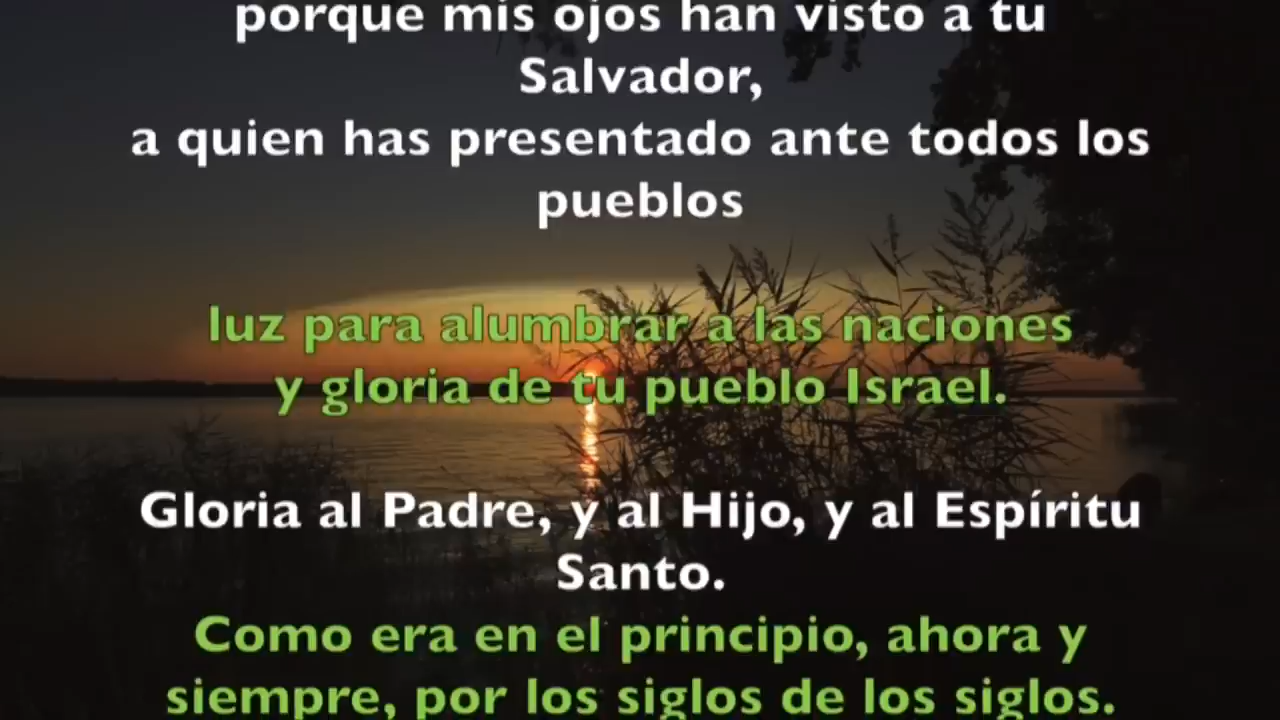 porque mis ojos han visto a tu
Salvador,
a quien has presentado ante todos los
pueblos
luz para alumbrar a las naciones
y gloria de tu pueblo Israel.
Gloria al Padre, y al Hijo, y al Espíritu
Santo.
Como era en el principio, ahora y
siempre, por los siglos de los siglos.